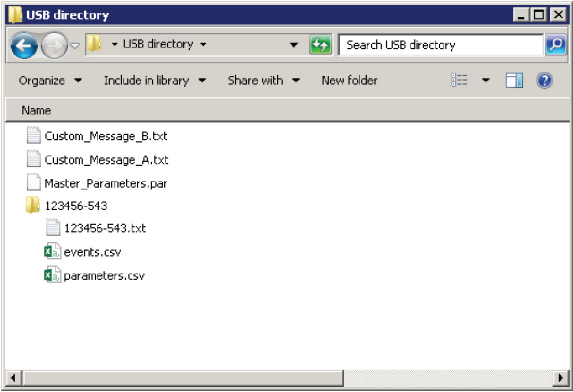 USB directory
USB directory
Search USB directory
Organize Include in library Share with New folder
Name
Custom_Message_B.txt
Custom_Message_A.txt
Master_Parameters.par
123456-543
123456-543.txt
events.csv
parameters.csv